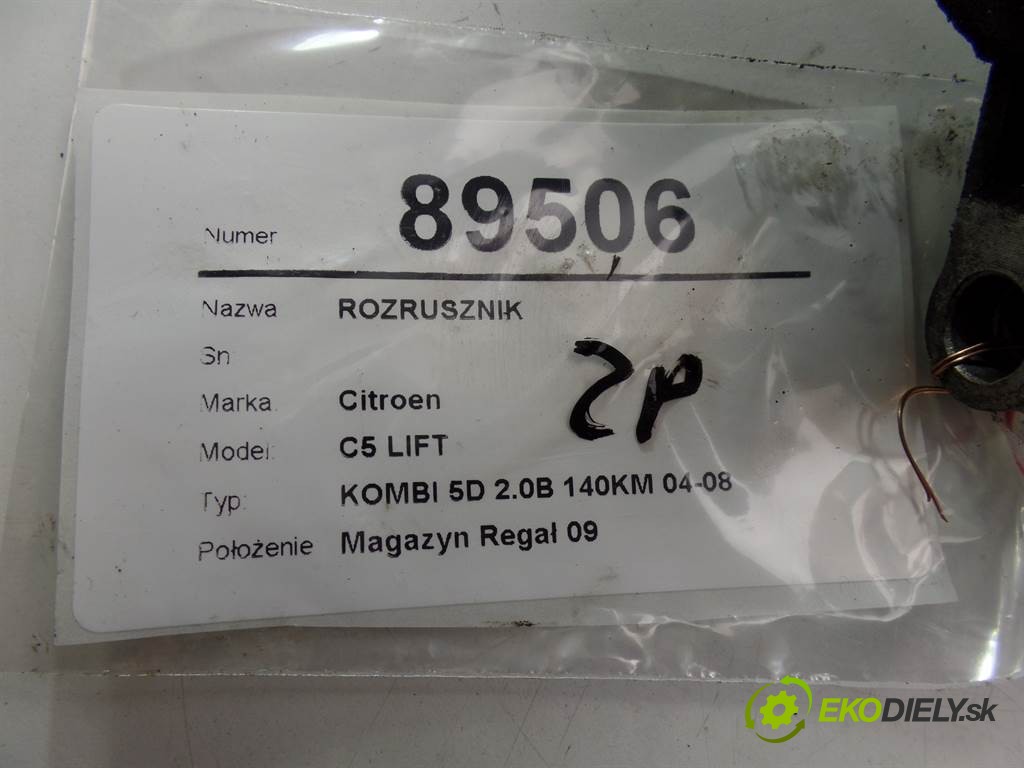 Numer 89506
Nazwa ROZRUSZNIK
Sn
Marka: Citroen
Model: C5 LIFT
Typ: KOMBI 5D 2.0B 140KM 04-08
Położenie Magazyn Regał 09
2P
EKODIELY.sk